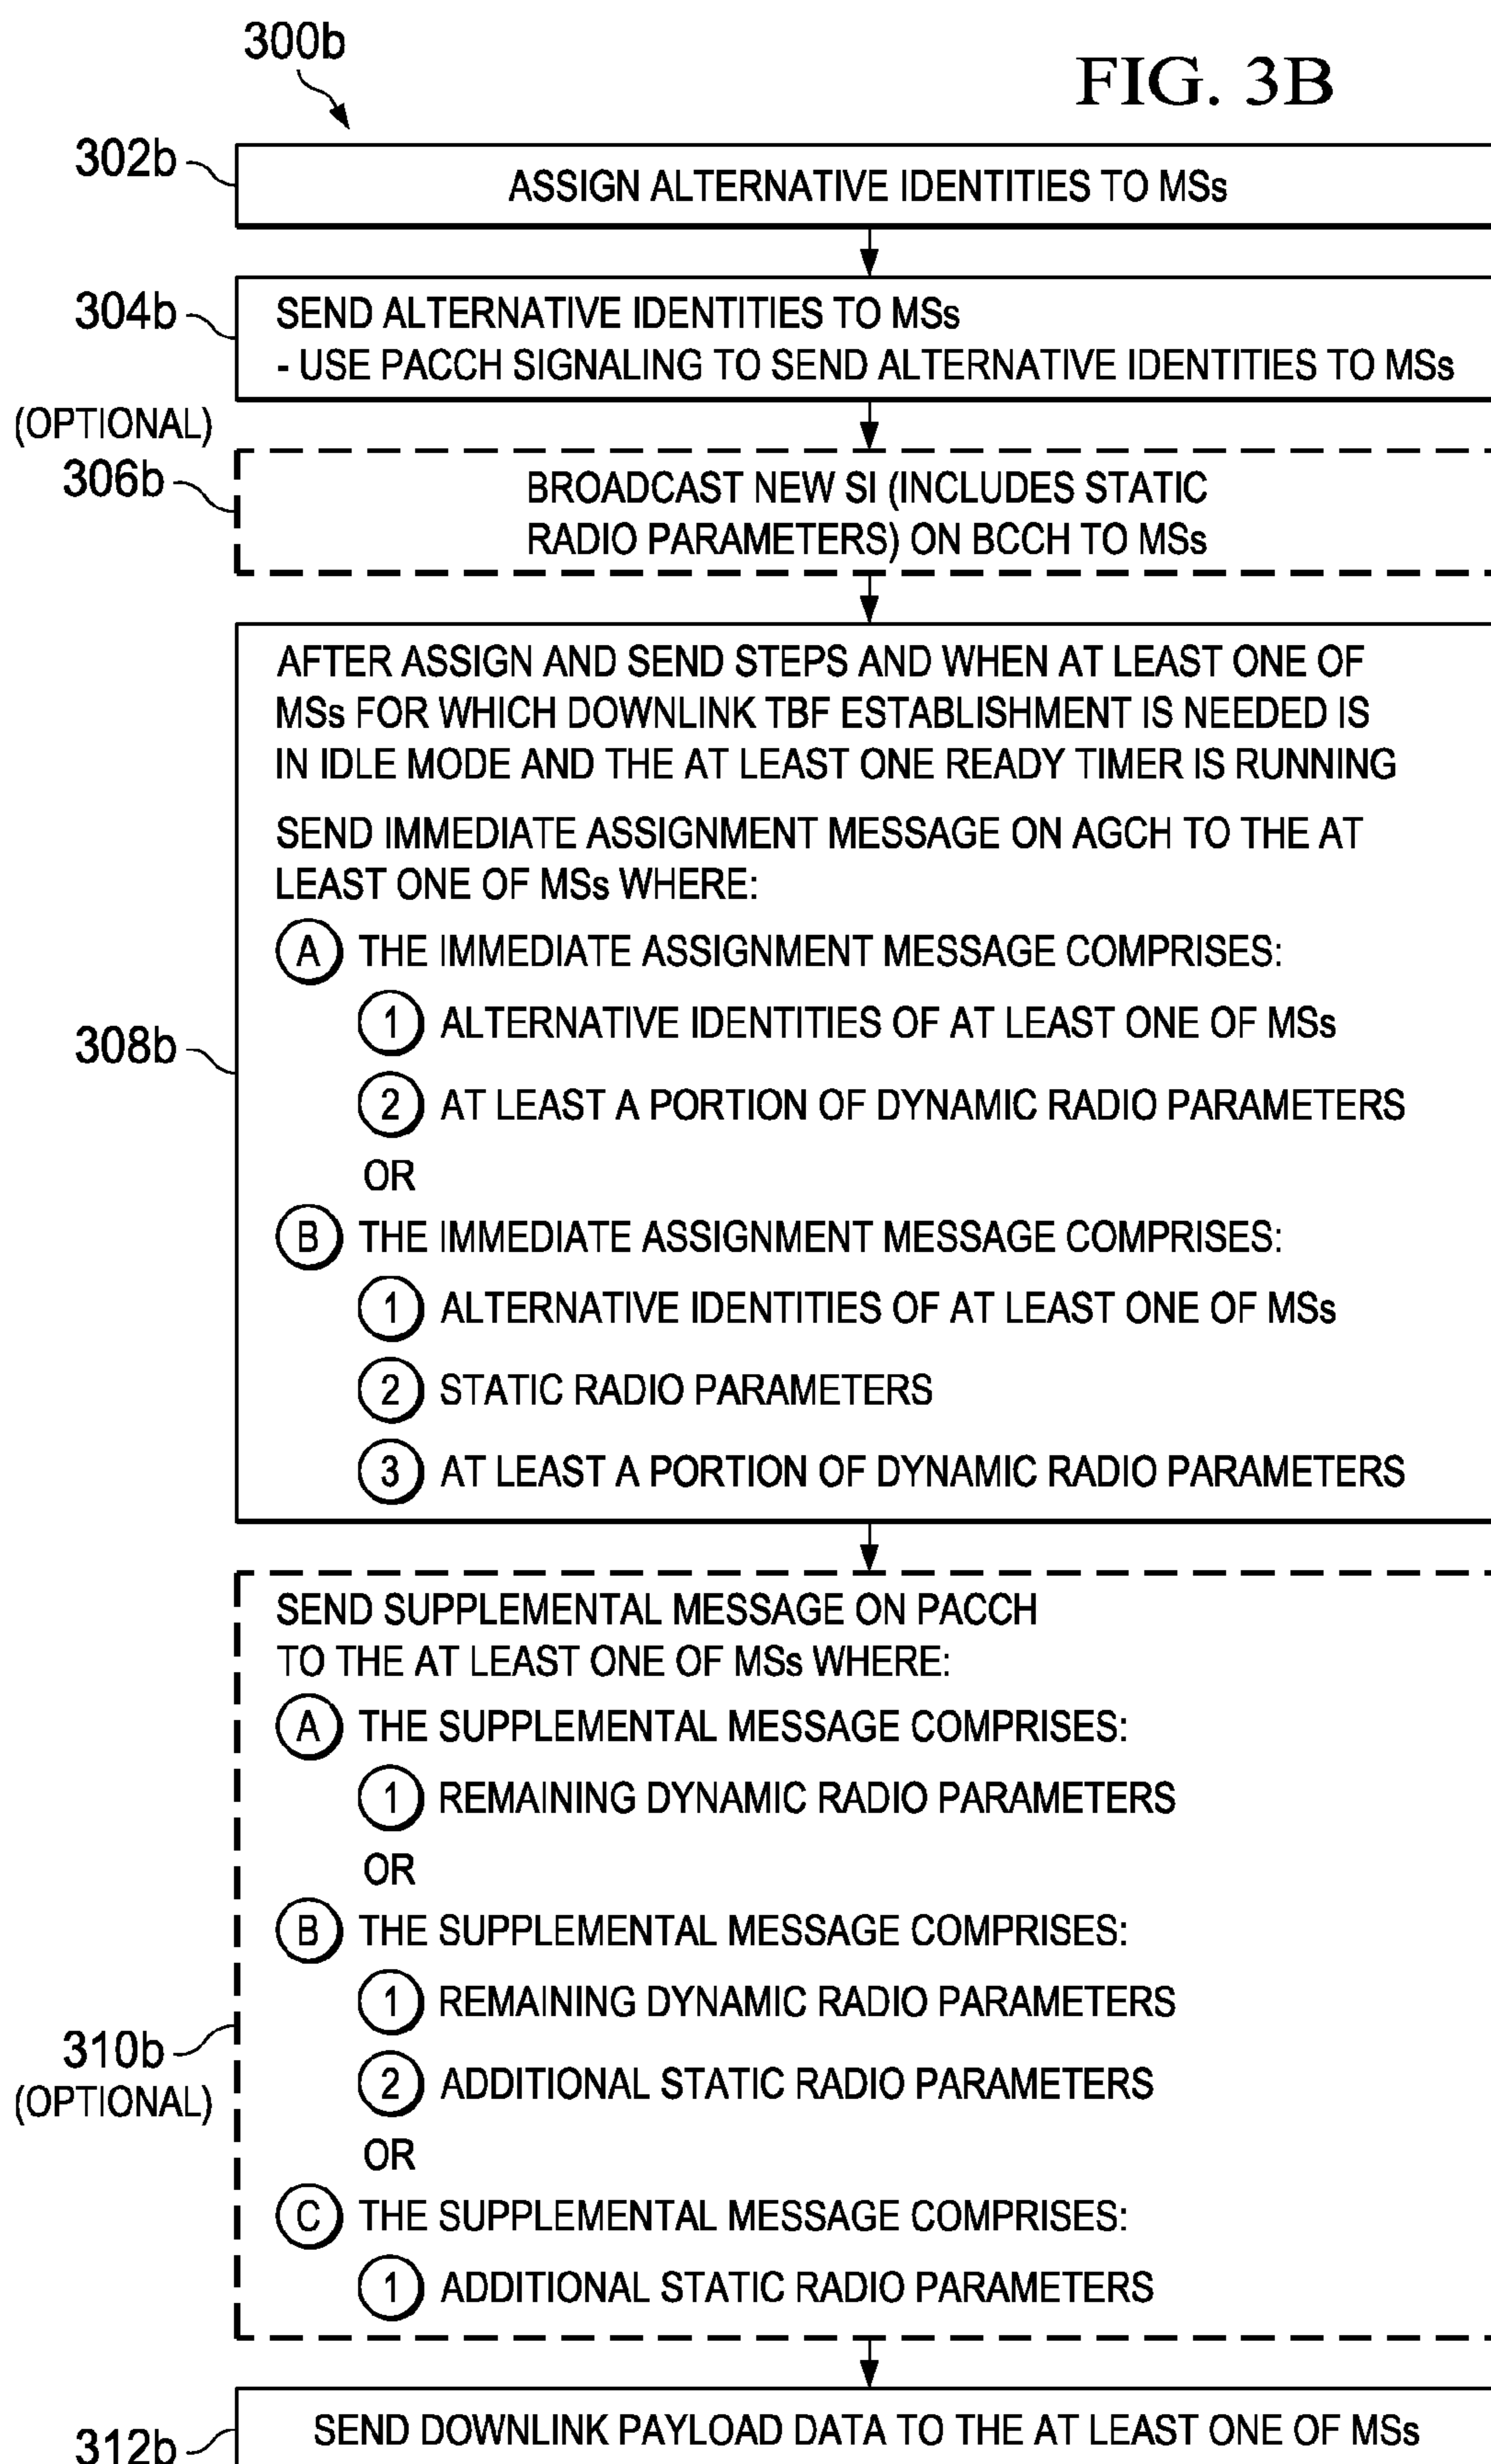 300b
FIG. 3B
302b
ASSIGN ALTERNATIVE IDENTITIES TO MSs
304b
SEND ALTERNATIVE IDENTITIES TO MSs
- USE PACCH SIGNALING TO SEND ALTERNATIVE IDENTITIES TO MSs
(OPTIONAL)
306b
BROADCAST NEW SI (INCLUDES STATIC
RADIO PARAMETERS) ON BCCH TO MSs
308b
AFTER ASSIGN AND SEND STEPS AND WHEN AT LEAST ONE OF
MSs FOR WHICH DOWNLINK TBF ESTABLISHMENT IS NEEDED IS
IN IDLE MODE AND THE AT LEAST ONE READY TIMER IS RUNNING
SEND IMMEDIATE ASSIGNMENT MESSAGE ON AGCH TO THE AT
LEAST ONE OF MSs WHERE:
A THE IMMEDIATE ASSIGNMENT MESSAGE COMPRISES:
1 ALTERNATIVE IDENTITIES OF AT LEAST ONE OF MSs
2 AT LEAST A PORTION OF DYNAMIC RADIO PARAMETERS
OR
B THE IMMEDIATE ASSIGNMENT MESSAGE COMPRISES:
1 ALTERNATIVE IDENTITIES OF AT LEAST ONE OF MSs
2 STATIC RADIO PARAMETERS
3 AT LEAST A PORTION OF DYNAMIC RADIO PARAMETERS
310b
(OPTIONAL)
SEND SUPPLEMENTAL MESSAGE ON PACCH
TO THE AT LEAST ONE OF MSs WHERE:
A THE SUPPLEMENTAL MESSAGE COMPRISES:
1 REMAINING DYNAMIC RADIO PARAMETERS
OR
B THE SUPPLEMENTAL MESSAGE COMPRISES:
1 REMAINING DYNAMIC RADIO PARAMETERS
2 ADDITIONAL STATIC RADIO PARAMETERS
OR
C THE SUPPLEMENTAL MESSAGE COMPRISES:
1 ADDITIONAL STATIC RADIO PARAMETERS
312b
SEND DOWNLINK PAYLOAD DATA TO THE AT LEAST ONE OF MSs